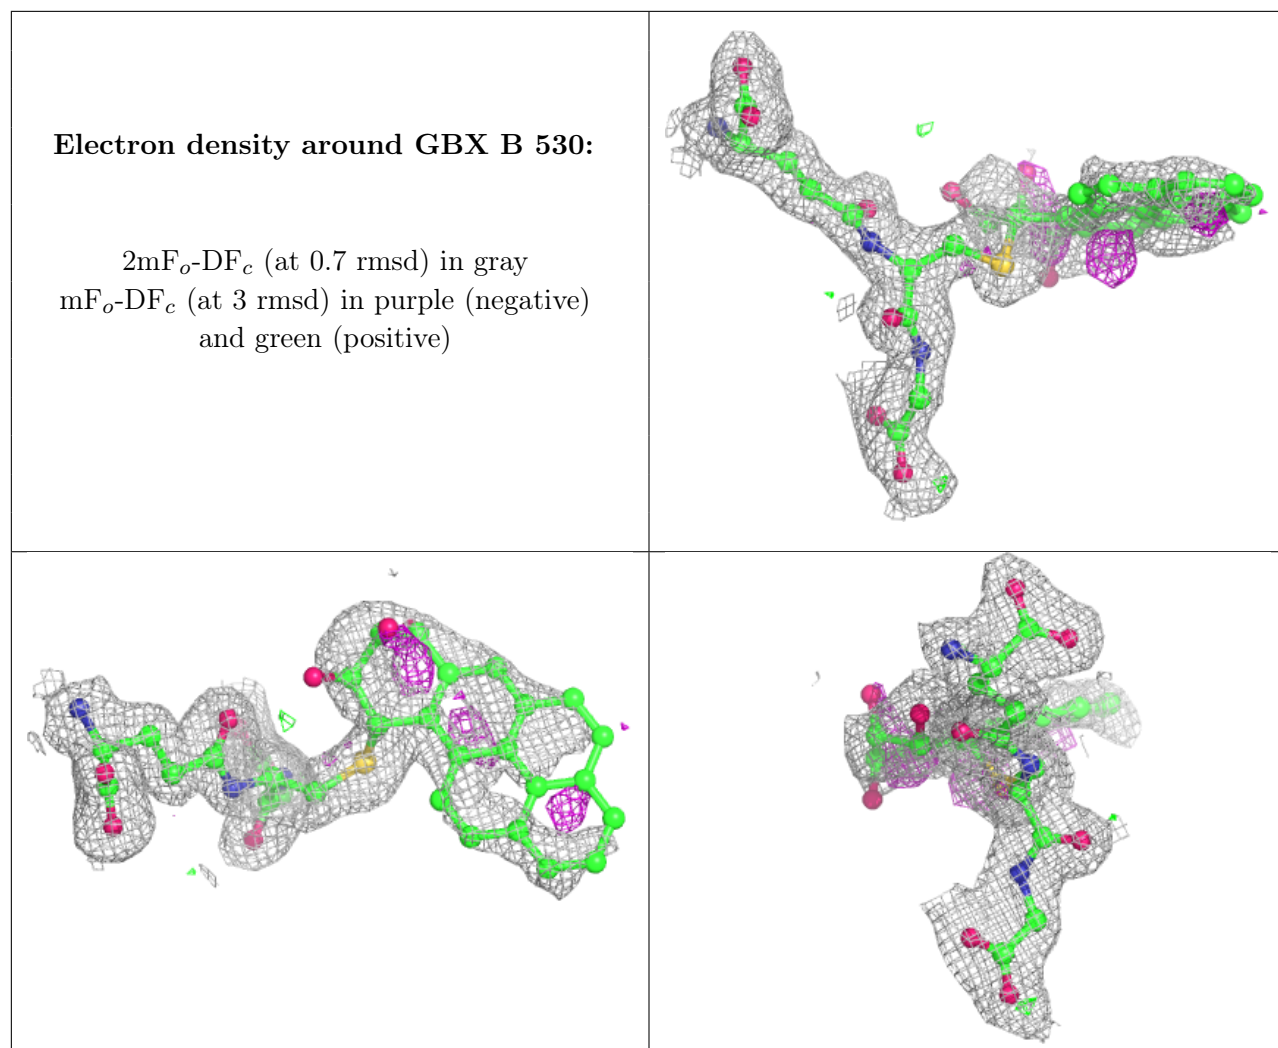 Electron density around GBX B 530:
2mFo-DFc (at 0.7 rmsd) in gray
mFo-DFc (at 3 rmsd) in purple (negative)
and green (positive)